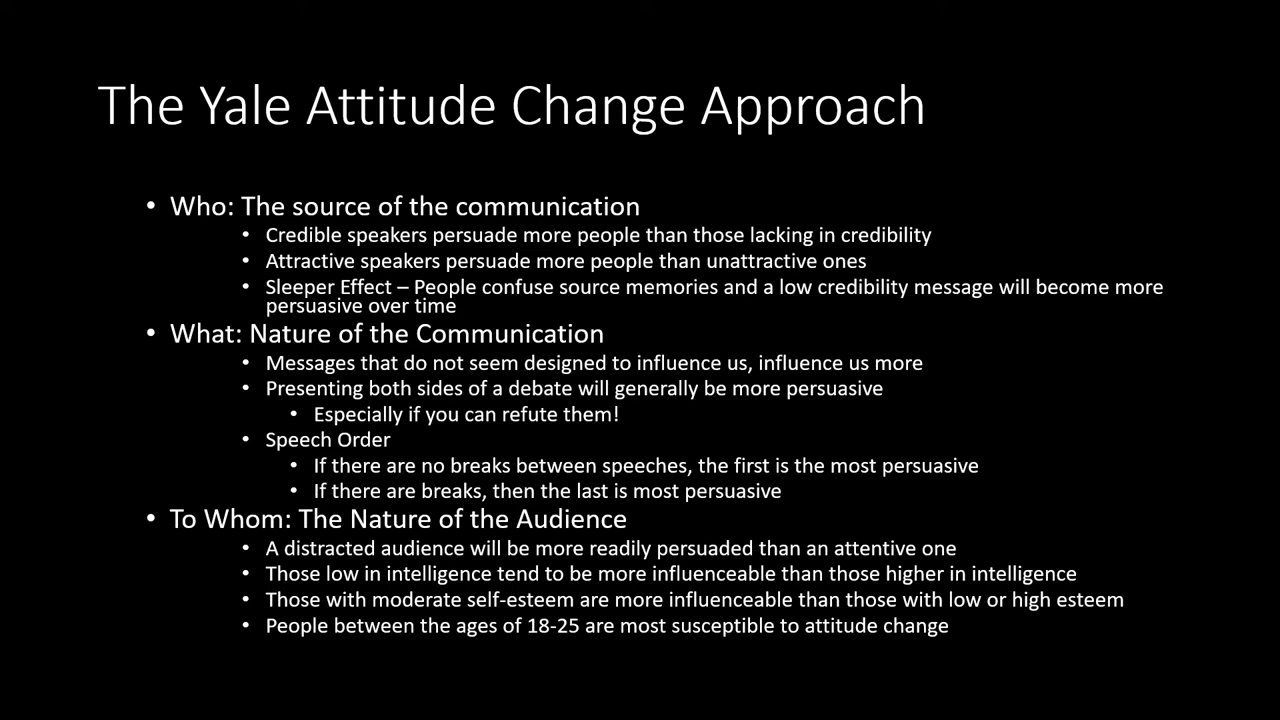 The Yale Attitude Change Approach
• Who: The source of the communication
• Credible speakers persuade more people than those lacking in credibility
• Attractive speakers persuade more people than unattractive ones
• Sleeper Effect – People confuse source memories and a low credibility message will become more
persuasive over time
• What: Nature of the Communication
• Messages that do not seem designed to influence us, influence us more
• Presenting both sides of a debate will generally be more persuasive
• Especially if you can refute them!
• Speech Order
• If there are no breaks between speeches, the first is the most persuasive
• If there are breaks, then the last is most persuasive
• To Whom: The Nature of the Audience
• A distracted audience will be more readily persuaded than an attentive one
• Those low in intelligence tend to be more influenceable than those higher in intelligence
• Those with moderate self-esteem are more influenceable than those with low or high esteem
• People between the ages of 18-25 are most susceptible to attitude change